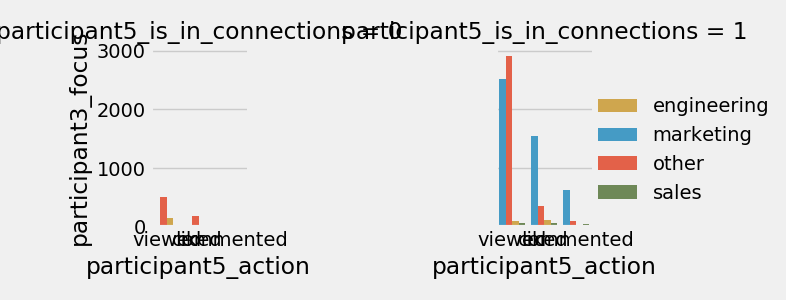 participant5_is_in_connections = 0
participant5_is_in_connections = 1
participant3_focus
3000
2000
1000
0
viewed
commented
viewed
commented
participant5_action
participant5_action
engineering
marketing
other
sales